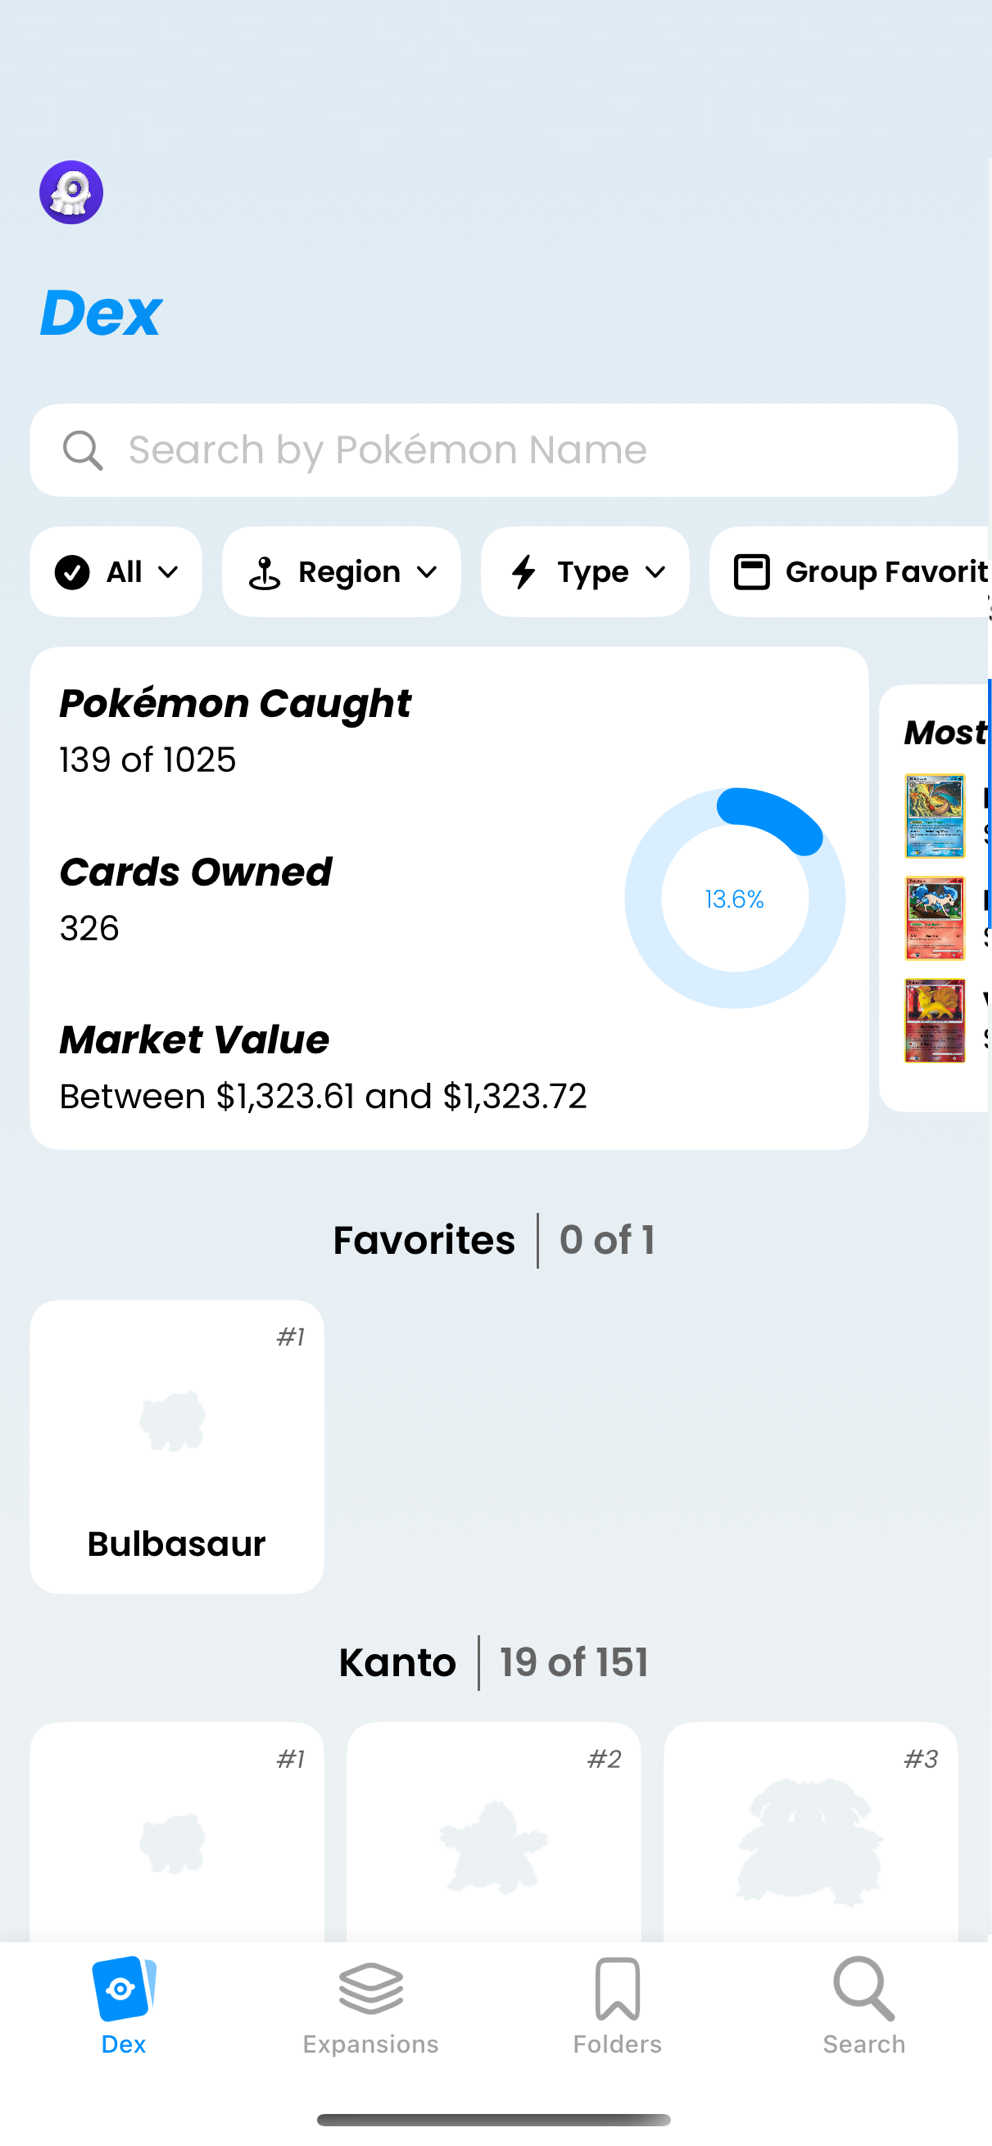 Dex
Search by Pokémon Name
All
Region
Type
Group Favorit
Pokémon Caught
139 of 1025
Cards Owned
326
Market Value
Between $1,323.61 and $1,323.72
13.6%
Most
Favorites | 0 of 1
#1
Bulbasaur
Kanto | 19 of 151
#1
#2
#3
Dex
Expansions
Folders
Search